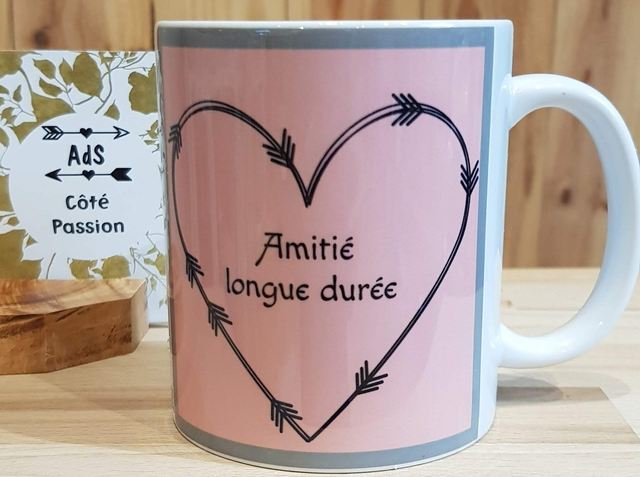 AdS
Côté
Passion
Amitié
longue durée